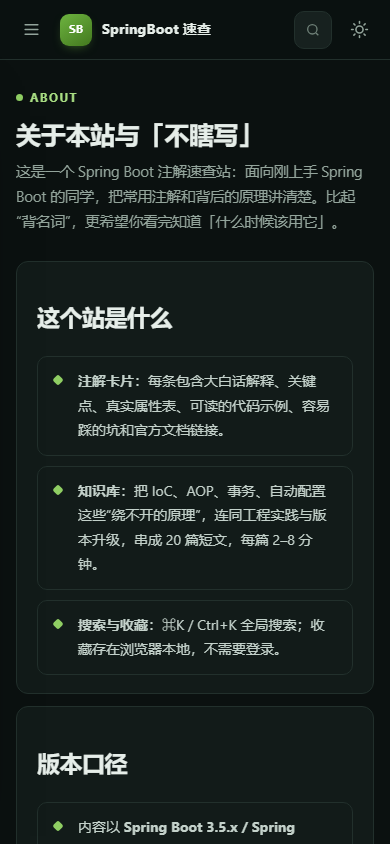 SB SpringBoot 速查
ABOUT
关于本站与「不瞎写」
这是一个 Spring Boot 注解速查站：面向刚上手 Spring
Boot 的同学，把常用注解和背后的原理讲清楚。比起
“背名词”，更希望你看完知道「什么时候该用它」。
这个站是什么
注解卡片：每条包含大白话解释、关键
点、真实属性表、可读的代码示例、容易
踩的坑和官方文档链接。
知识库：把 IoC、AOP、事务、自动配置
这些“绕不开的原理”，连同工程实践与版
本升级，串成 20 篇短文，每篇 2–8 分
钟。
搜索与收藏：⌘K / Ctrl+K 全局搜索；收
藏存在浏览器本地，不需要登录。
版本口径
内容以 Spring Boot 3.5.x / Spring